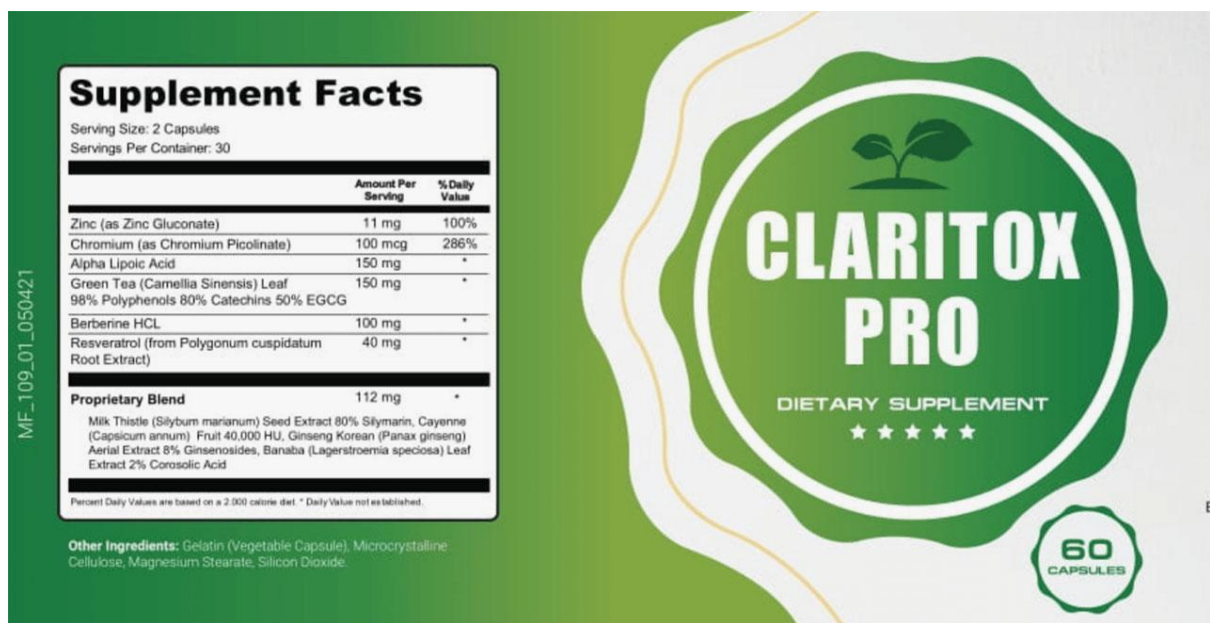 MF_109_01_050421
Supplement Facts
Serving Size: 2 Capsules
Servings Per Container: 30
Amount Per Serving %Daily Value
Zinc (as Zinc Gluconate) 11 mg 100%
Chromium (as Chromium Picolinate) 100 mcg 286%
Alpha Lipoic Acid 150 mg *
Green Tea (Camellia Sinensis) Leaf 150 mg *
98% Polyphenols 80% Catechins 50% EGCG
Berberine HCL 100 mg *
Resveratrol (from Polygonum cuspidatum 40 mg *
Root Extract)
Proprietary Blend 112 mg *
Milk Thistle (Silybum marianum) Seed Extract 80% Silymarin, Cayenne
(Capsicum annum) Fruit 40,000 HU, Ginseng Korean (Panax ginseng)
Aerial Extract 8% Ginsenosides, Banaba (Lagerstroemia speciosa) Leaf
Extract 2% Corosolic Acid
Percent Daily Values are based on a 2.000 calorie diet. * Daily Value not established.
Other Ingredients: Gelatin (Vegetable Capsule), Microcrystalline
Cellulose, Magnesium Stearate, Silicon Dioxide.
CLARITOX
PRO
DIETARY SUPPLEMENT
60
CAPSULES